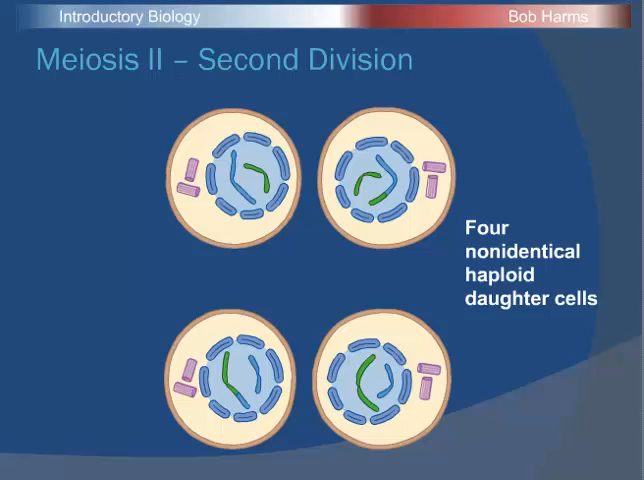 Introductory Biology
Bob Harms
Meiosis II – Second Division
Four
nonidentical
haploid
daughter cells